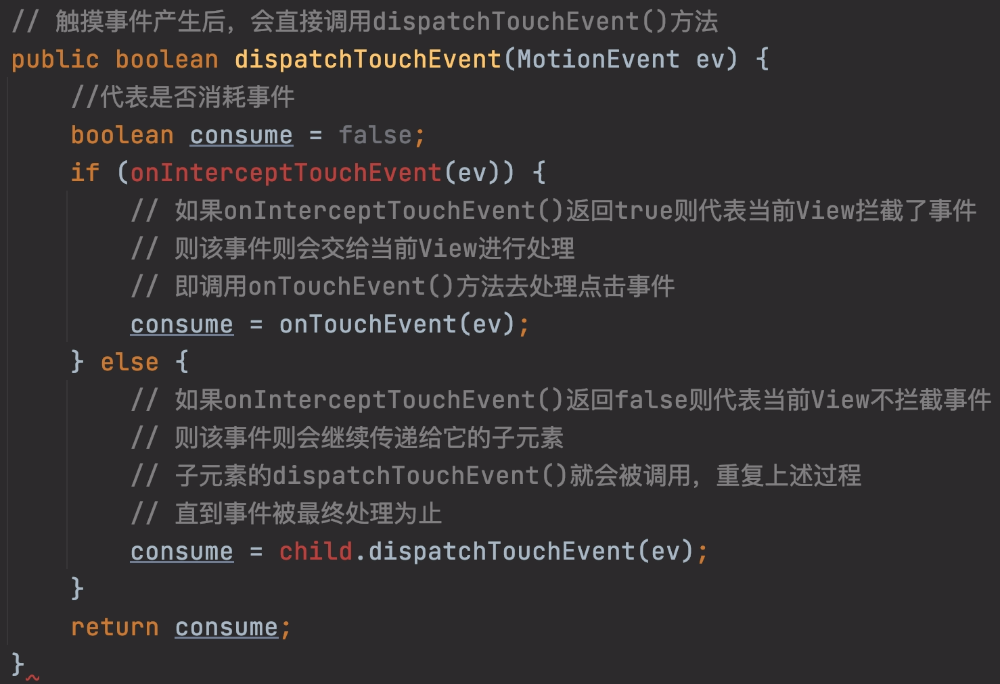 // 触摸事件产生后，会直接调用dispatchTouchEvent()方法
public boolean dispatchTouchEvent(MotionEvent ev) {
    //代表是否消耗事件
    boolean consume = false;
    if (onInterceptTouchEvent(ev)) {
        // 如果onInterceptTouchEvent()返回true则代表当前View拦截了事件
        // 则该事件则会交给当前View进行处理
        // 即调用onTouchEvent()方法去处理点击事件
        consume = onTouchEvent(ev);
    } else {
        // 如果onInterceptTouchEvent()返回false则代表当前View不拦截事件
        // 则该事件则会继续传递给它的子元素
        // 子元素的dispatchTouchEvent()就会被调用，重复上述过程
        // 直到事件被最终处理为止
        consume = child.dispatchTouchEvent(ev);
    }
    return consume;
}